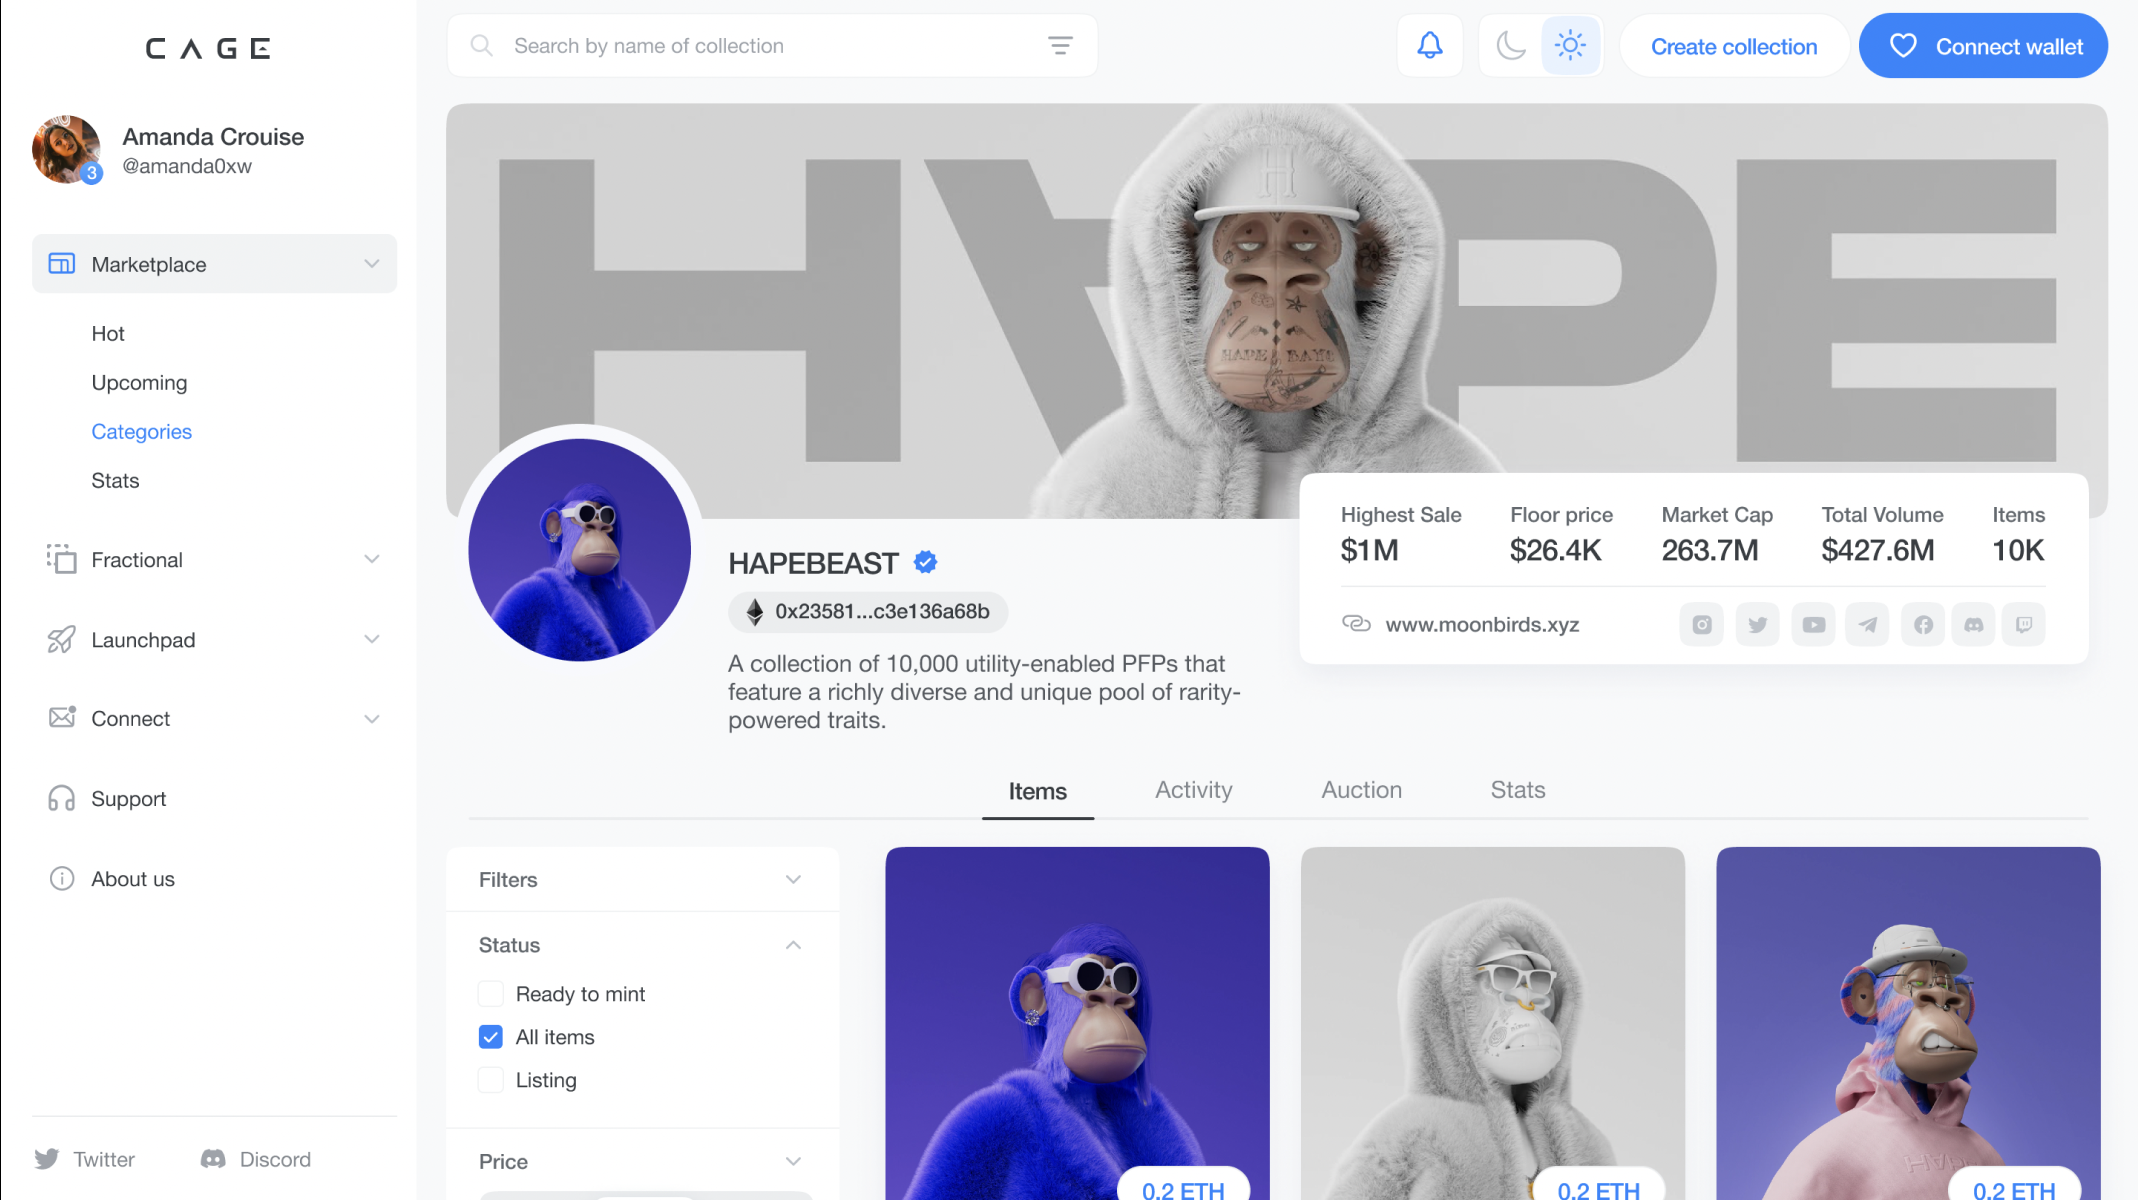 CAGE
Amanda Crouise
@amanda0xw
3
Marketplace
Hot
Upcoming
Categories
Stats
Fractional
Launchpad
Connect
Support
About us
Twitter
Discord
Search by name of collection
Create collection
Connect wallet
HAPE
H
HAPE BAYC
Highest Sale
$1M
Floor price
$26.4K
Market Cap
263.7M
Total Volume
$427.6M
Items
10K
www.moonbirds.xyz
HAPEBEAST
0x23581...c3e136a68b
A collection of 10,000 utility-enabled PFPs that
feature a richly diverse and unique pool of rarity-
powered traits.
Items
Activity
Auction
Stats
Filters
Status
Ready to mint
All items
Listing
Price
0.2 ETH
0.2 ETH
HAPE
0.2 ETH